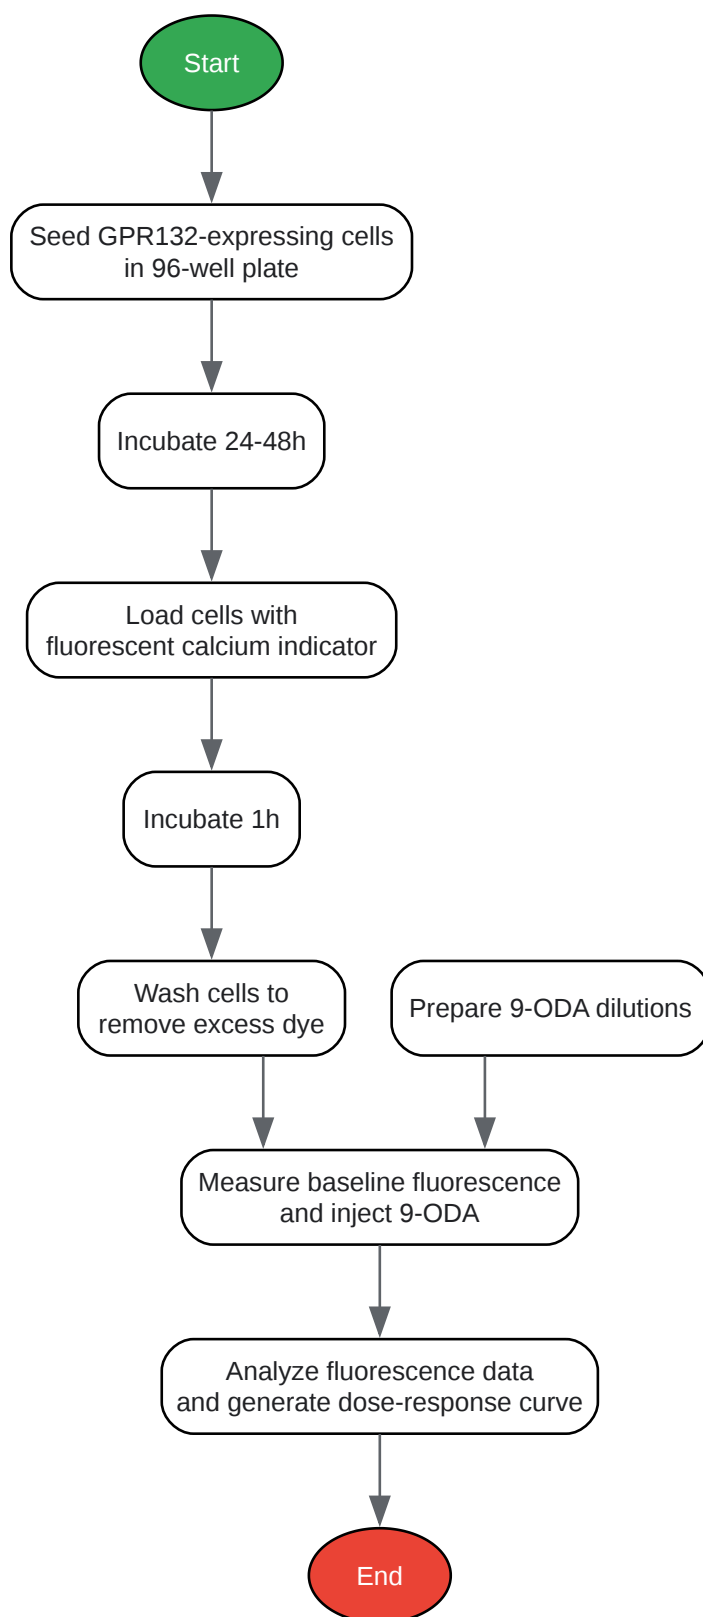 Start
Seed GPR132-expressing cells
in 96-well plate
Incubate 24-48h
Load cells with
fluorescent calcium indicator
Incubate 1h
Wash cells to
remove excess dye
Prepare 9-ODA dilutions
Measure baseline fluorescence
and inject 9-ODA
Analyze fluorescence data
and generate dose-response curve
End